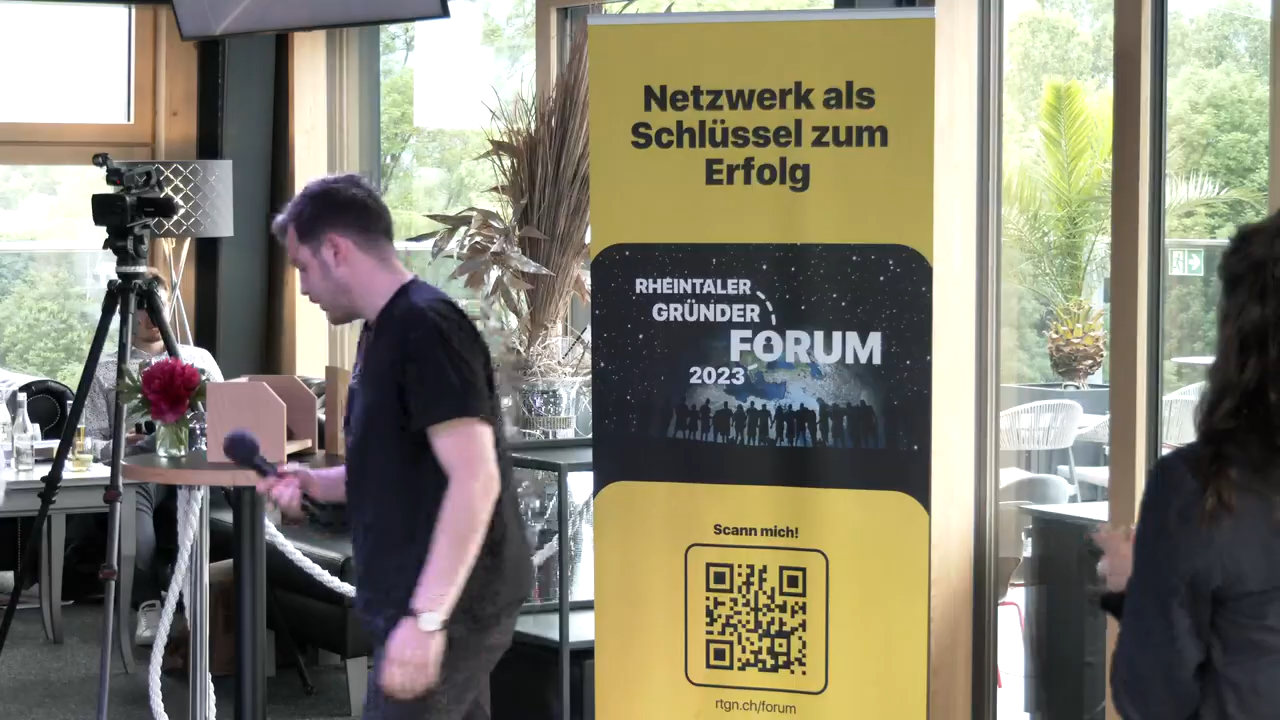 Netzwerk als
Schlüssel zum
Erfolg
RHEINTALER
GRÜNDER
FORUM
2023
Scann mich!
rtgn.ch/forum